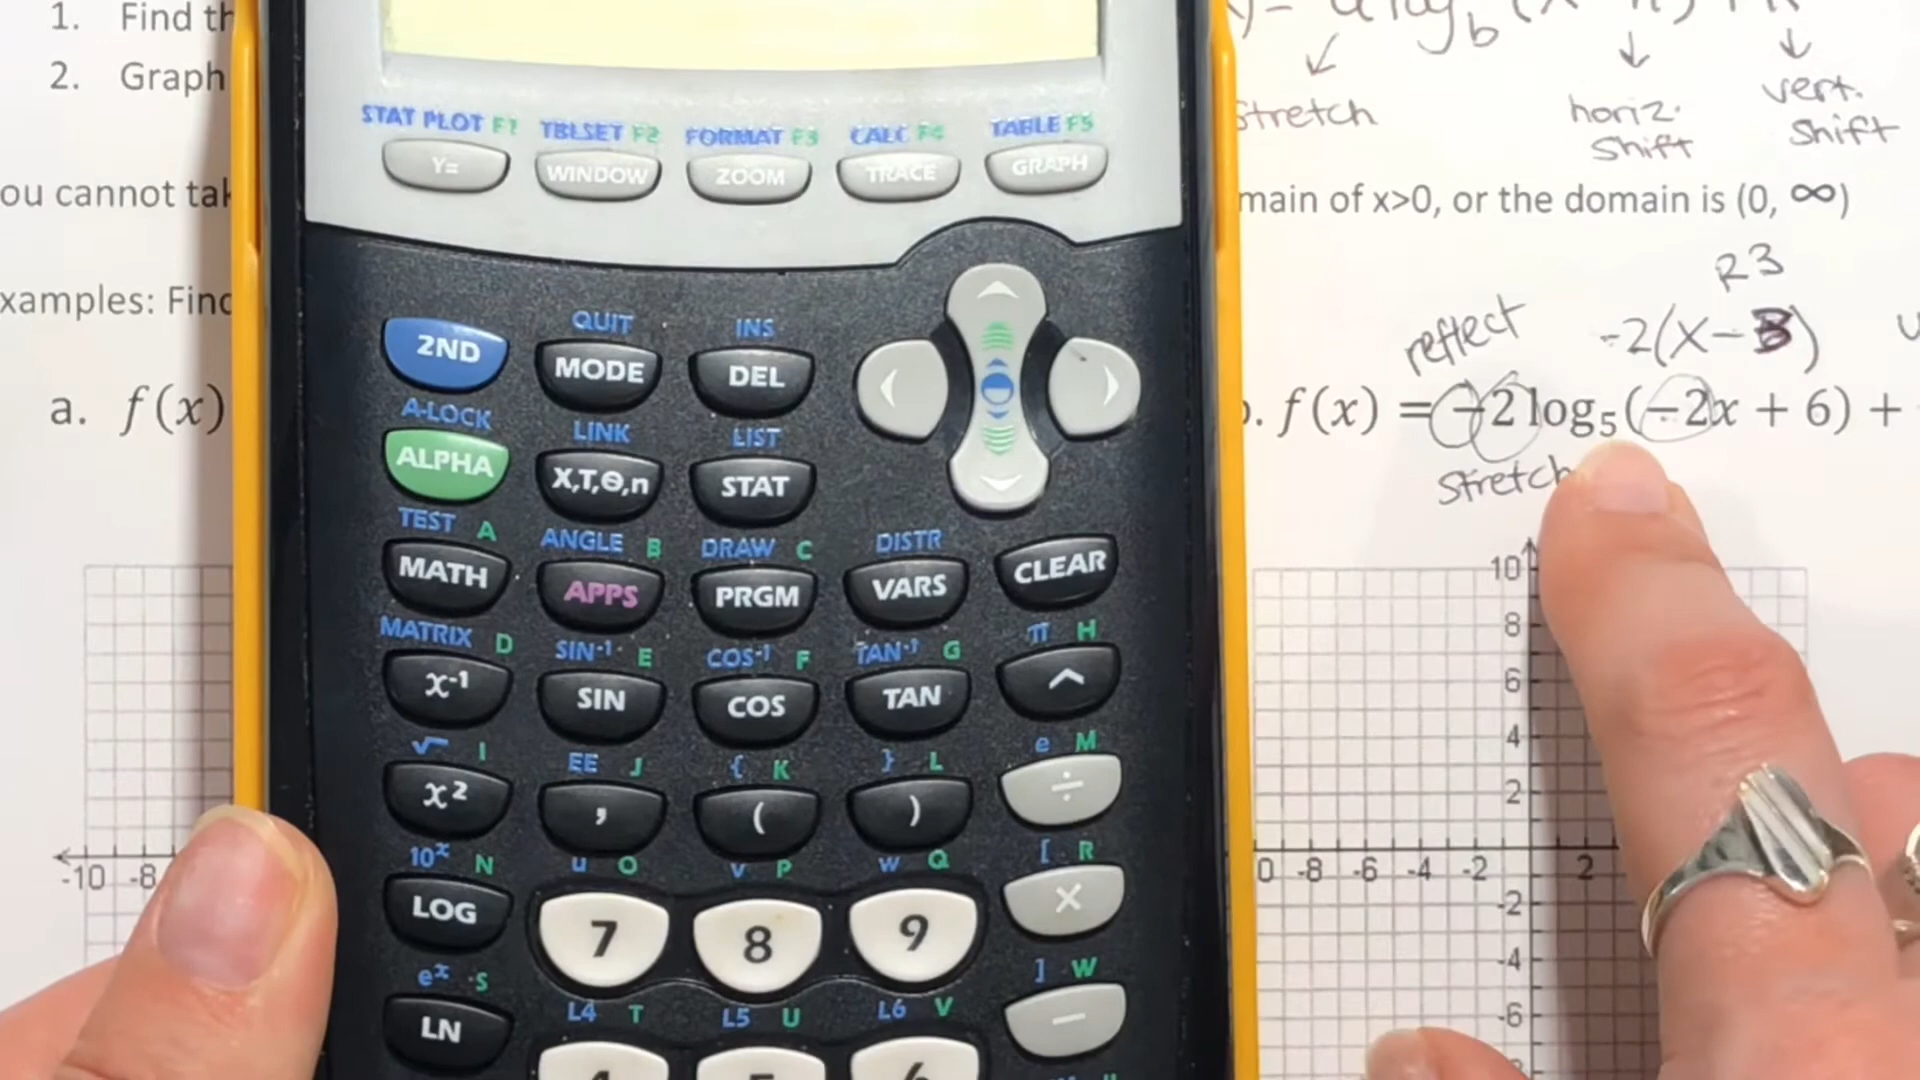 1. Find th
2. Graph
ou cannot tak
xamples: Find
a. f(x)
-10 -8
STAT PLOT F1 TBLSET F2 FORMAT F3 CALC F4 TABLE F5
Y= WINDOW ZOOM TRACE GRAPH
QUIT INS
2ND MODE DEL
A-LOCK LINK LIST
ALPHA X,T,Θ,n STAT
TEST A ANGLE B DRAW C DISTR
MATH APPS PRGM VARS CLEAR
MATRIX D SIN⁻¹ E COS⁻¹ F TAN⁻¹ G π H
x⁻¹ SIN COS TAN ^
√ I EE J { K } L e M
x² , ( ) ÷
10ˣ N u O v P w Q [ R
LOG 7 8 9 ×
eˣ S L4 T L5 U L6 V ] W
LN −
Stretch
horiz. shift
vert. shift
main of x>0, or the domain is (0, ∞)
R3
reflect -2(x-3)
f(x) = −2log₅(−2x + 6) +
Stretch
10
8
6
4
2
0 -8 -6 -4 -2 2
-2
-4
-6